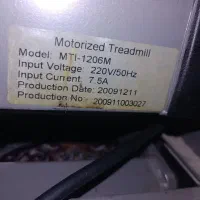 Motorized Treadmill
Model: MTI-1206M
Input Voltage: 220V/50Hz
Input Current: 7.5A
Production Date: 20091211
Production No: 200911003027